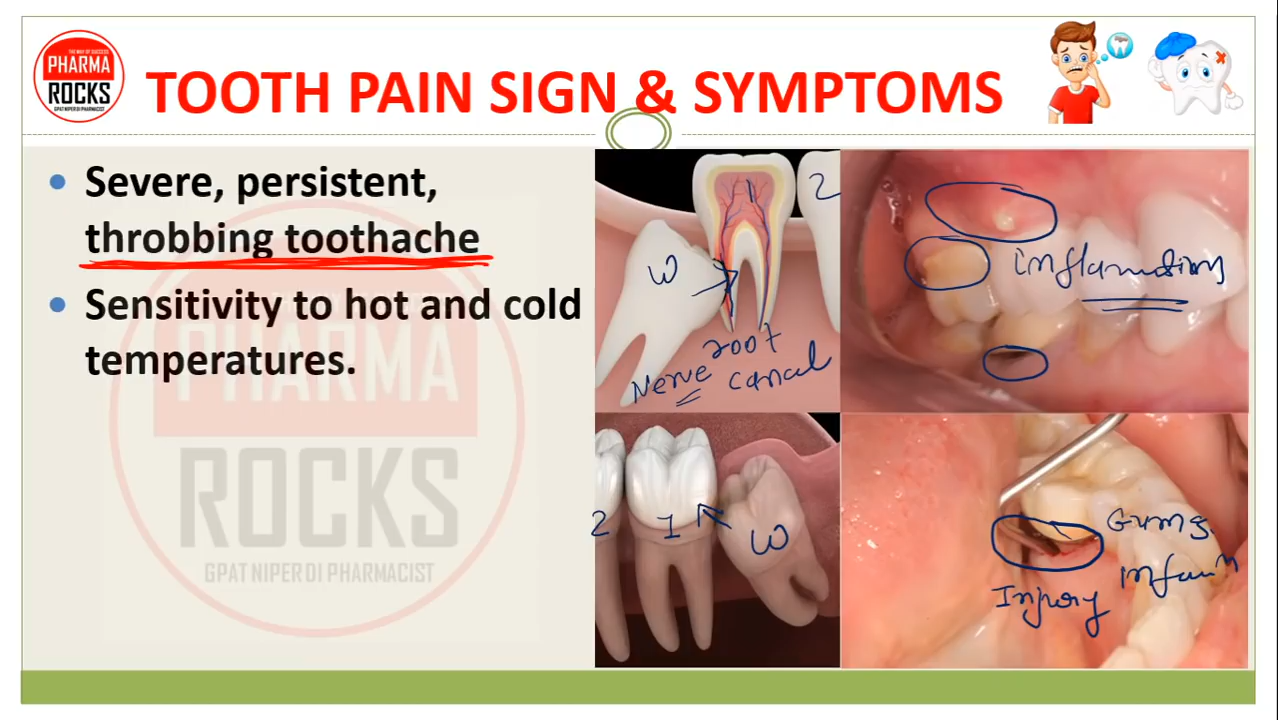 THE WAY OF SUCCESS
PHARMA
ROCKS
GPAT NIPER DI PHARMACIST
TOOTH PAIN SIGN & SYMPTOMS
• Severe, persistent,
throbbing toothache
• Sensitivity to hot and cold
temperatures.
PHARMA
ROCKS
GPAT NIPER DI PHARMACIST
1
2
W
root
Nerve canal
inflamation
2
1
W
Gums
Injury